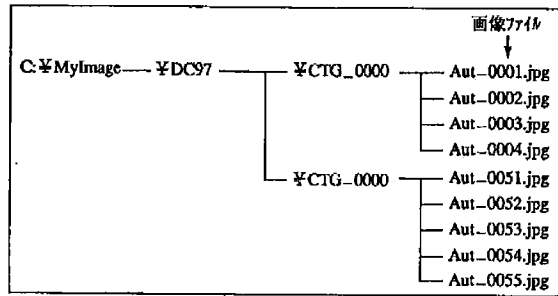 画像ファイル
C:¥MyImage ¥DC97 ¥CTG_0000 Aut_0001.jpg
Aut_0002.jpg
Aut_0003.jpg
Aut_0004.jpg
¥CTG_0000 Aut_0051.jpg
Aut_0052.jpg
Aut_0053.jpg
Aut_0054.jpg
Aut_0055.jpg